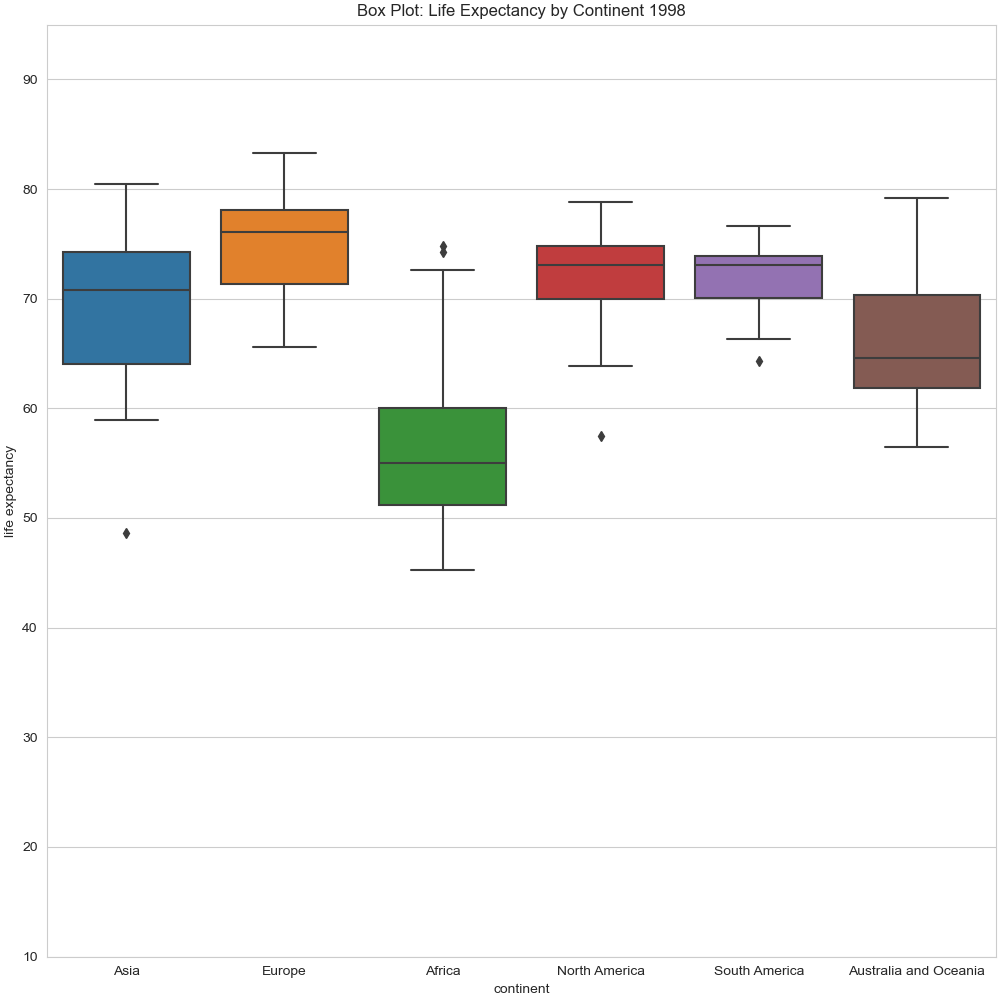 Box Plot: Life Expectancy by Continent 1998
life expectancy
90
80
70
60
50
40
30
20
10
Asia Europe Africa North America South America Australia and Oceania
continent